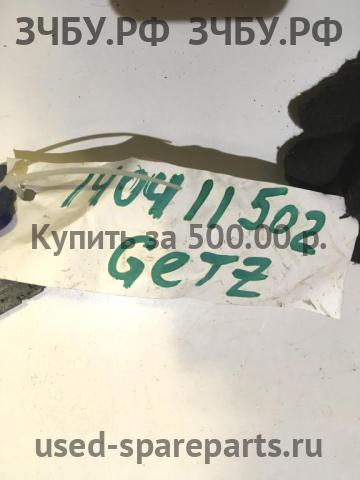 ЗЧБУ.РФ ЗЧБУ.РФ
140411502
Купить за 500.00 р.
Getz
used-spareparts.ru